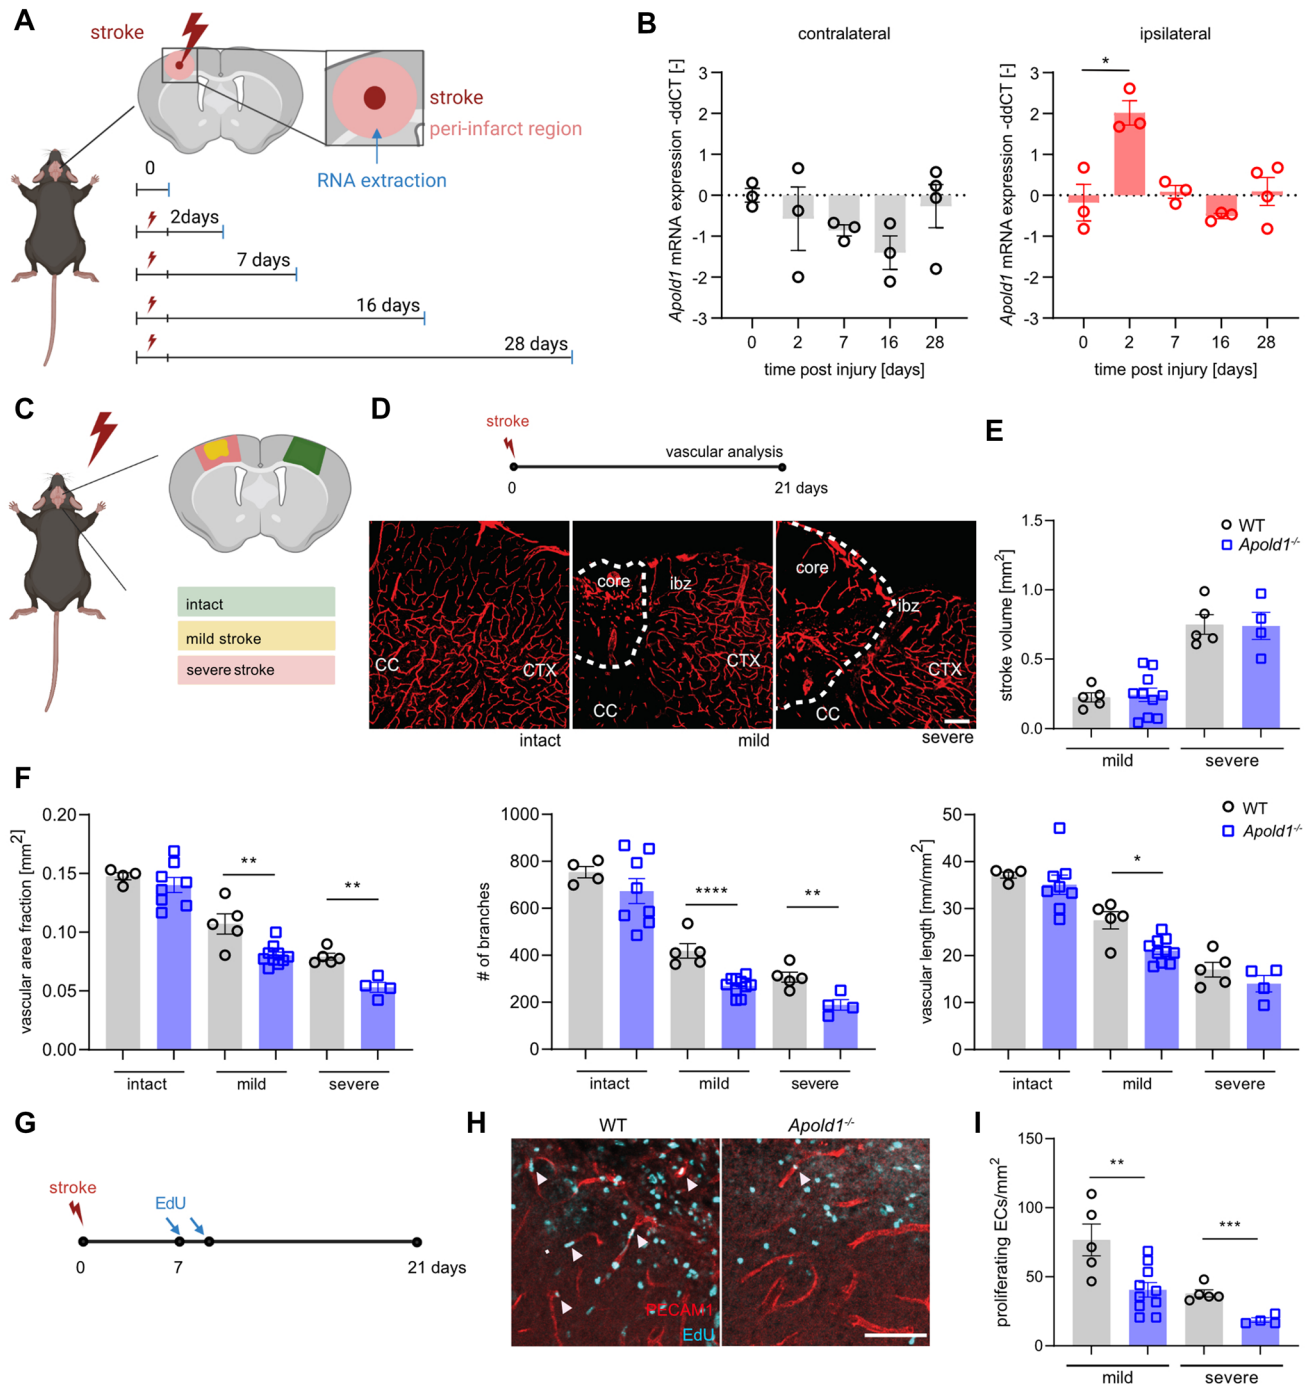 A
stroke
stroke
peri-infarct region
RNA extraction
0
2days
7 days
16 days
28 days
B
contralateral
ipsilateral
Apold1 mRNA expression -ddCT [-]
3
2
1
0
-1
-2
-3
0 2 7 16 28
time post injury [days]
Apold1 mRNA expression -ddCT [-]
3
2
1
0
-1
-2
-3
*
0 2 7 16 28
time post injury [days]
C
intact
mild stroke
severe stroke
D
stroke
vascular analysis
0
21 days
CC
CTX
intact
core
ibz
CTX
CC
mild
core
ibz
CTX
CC
severe
E
stroke volume [mm²]
1.5
1.0
0.5
0.0
WT
Apold1-/-
mild
severe
F
vascular area fraction [mm²]
0.20
0.15
0.10
0.05
0.00
**
**
intact
mild
severe
# of branches
1000
800
600
400
200
0
****
**
intact
mild
severe
vascular length [mm/mm²]
50
40
30
20
10
0
*
WT
Apold1-/-
intact
mild
severe
G
stroke
EdU
0
7
21 days
H
WT
Apold1-/-
PECAM1
EdU
I
proliferating ECs/mm²
150
100
50
0
**
***
mild
severe